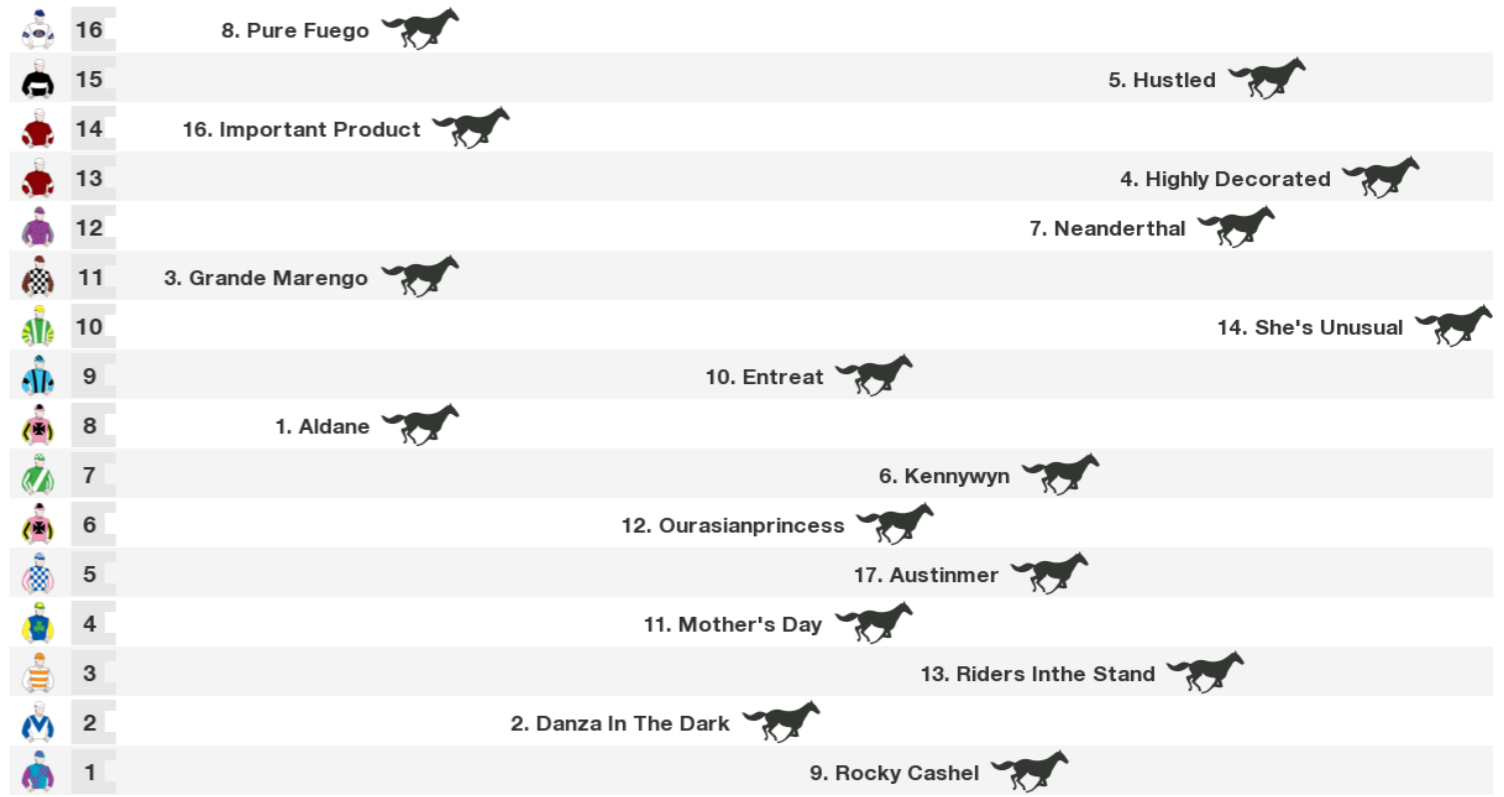 16 8. Pure Fuego
15 5. Hustled
14 16. Important Product
13 4. Highly Decorated
12 7. Neanderthal
11 3. Grande Marengo
10 14. She's Unusual
9 10. Entreat
8 1. Aldane
7 6. Kennywyn
6 12. Ourasianprincess
5 17. Austinmer
4 11. Mother's Day
3 13. Riders Inthe Stand
2 2. Danza In The Dark
1 9. Rocky Cashel